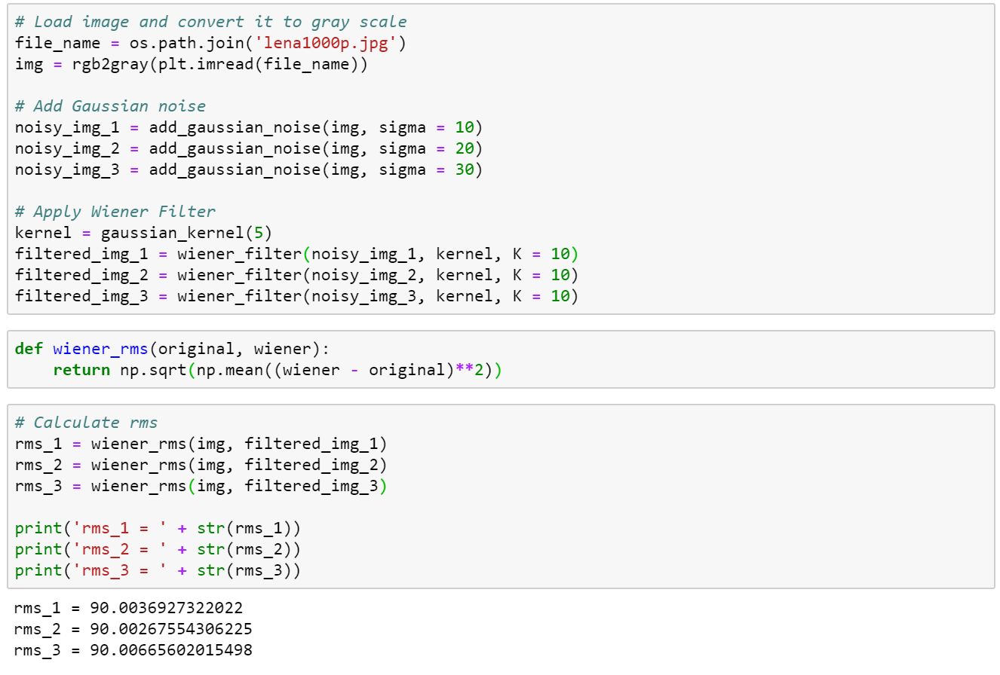 # Load image and convert it to gray scale
file_name = os.path.join('lena1000p.jpg')
img = rgb2gray(plt.imread(file_name))
# Add Gaussian noise
noisy_img_1 = add_gaussian_noise(img, sigma = 10)
noisy_img_2 = add_gaussian_noise(img, sigma = 20)
noisy_img_3 = add_gaussian_noise(img, sigma = 30)
# Apply Wiener Filter
kernel = gaussian_kernel(5)
filtered_img_1 = wiener_filter(noisy_img_1, kernel, K = 10)
filtered_img_2 = wiener_filter(noisy_img_2, kernel, K = 10)
filtered_img_3 = wiener_filter(noisy_img_3, kernel, K = 10)
def wiener_rms(original, wiener):
    return np.sqrt(np.mean((wiener - original)**2))
# Calculate rms
rms_1 = wiener_rms(img, filtered_img_1)
rms_2 = wiener_rms(img, filtered_img_2)
rms_3 = wiener_rms(img, filtered_img_3)
print('rms_1 = ' + str(rms_1))
print('rms_2 = ' + str(rms_2))
print('rms_3 = ' + str(rms_3))
rms_1 = 90.0036927322022
rms_2 = 90.00267554306225
rms_3 = 90.00665602015498